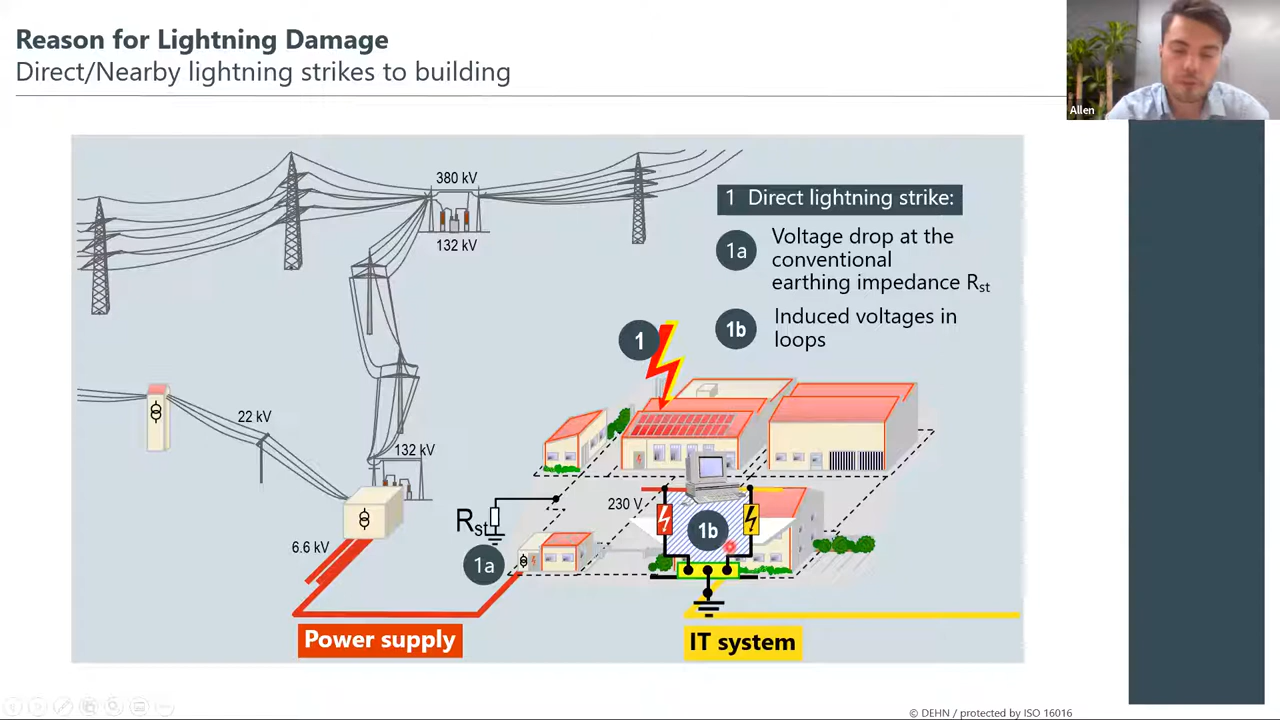 Reason for Lightning Damage
Direct/Nearby lightning strikes to building
Allen
380 kV
132 kV
1 Direct lightning strike:
1a
Voltage drop at the
conventional
earthing impedance Rst
1b
Induced voltages in
loops
1
22 kV
132 kV
230 V
Rst
1a
1b
6.6 kV
Power supply
IT system
© DEHN / protected by ISO 16016